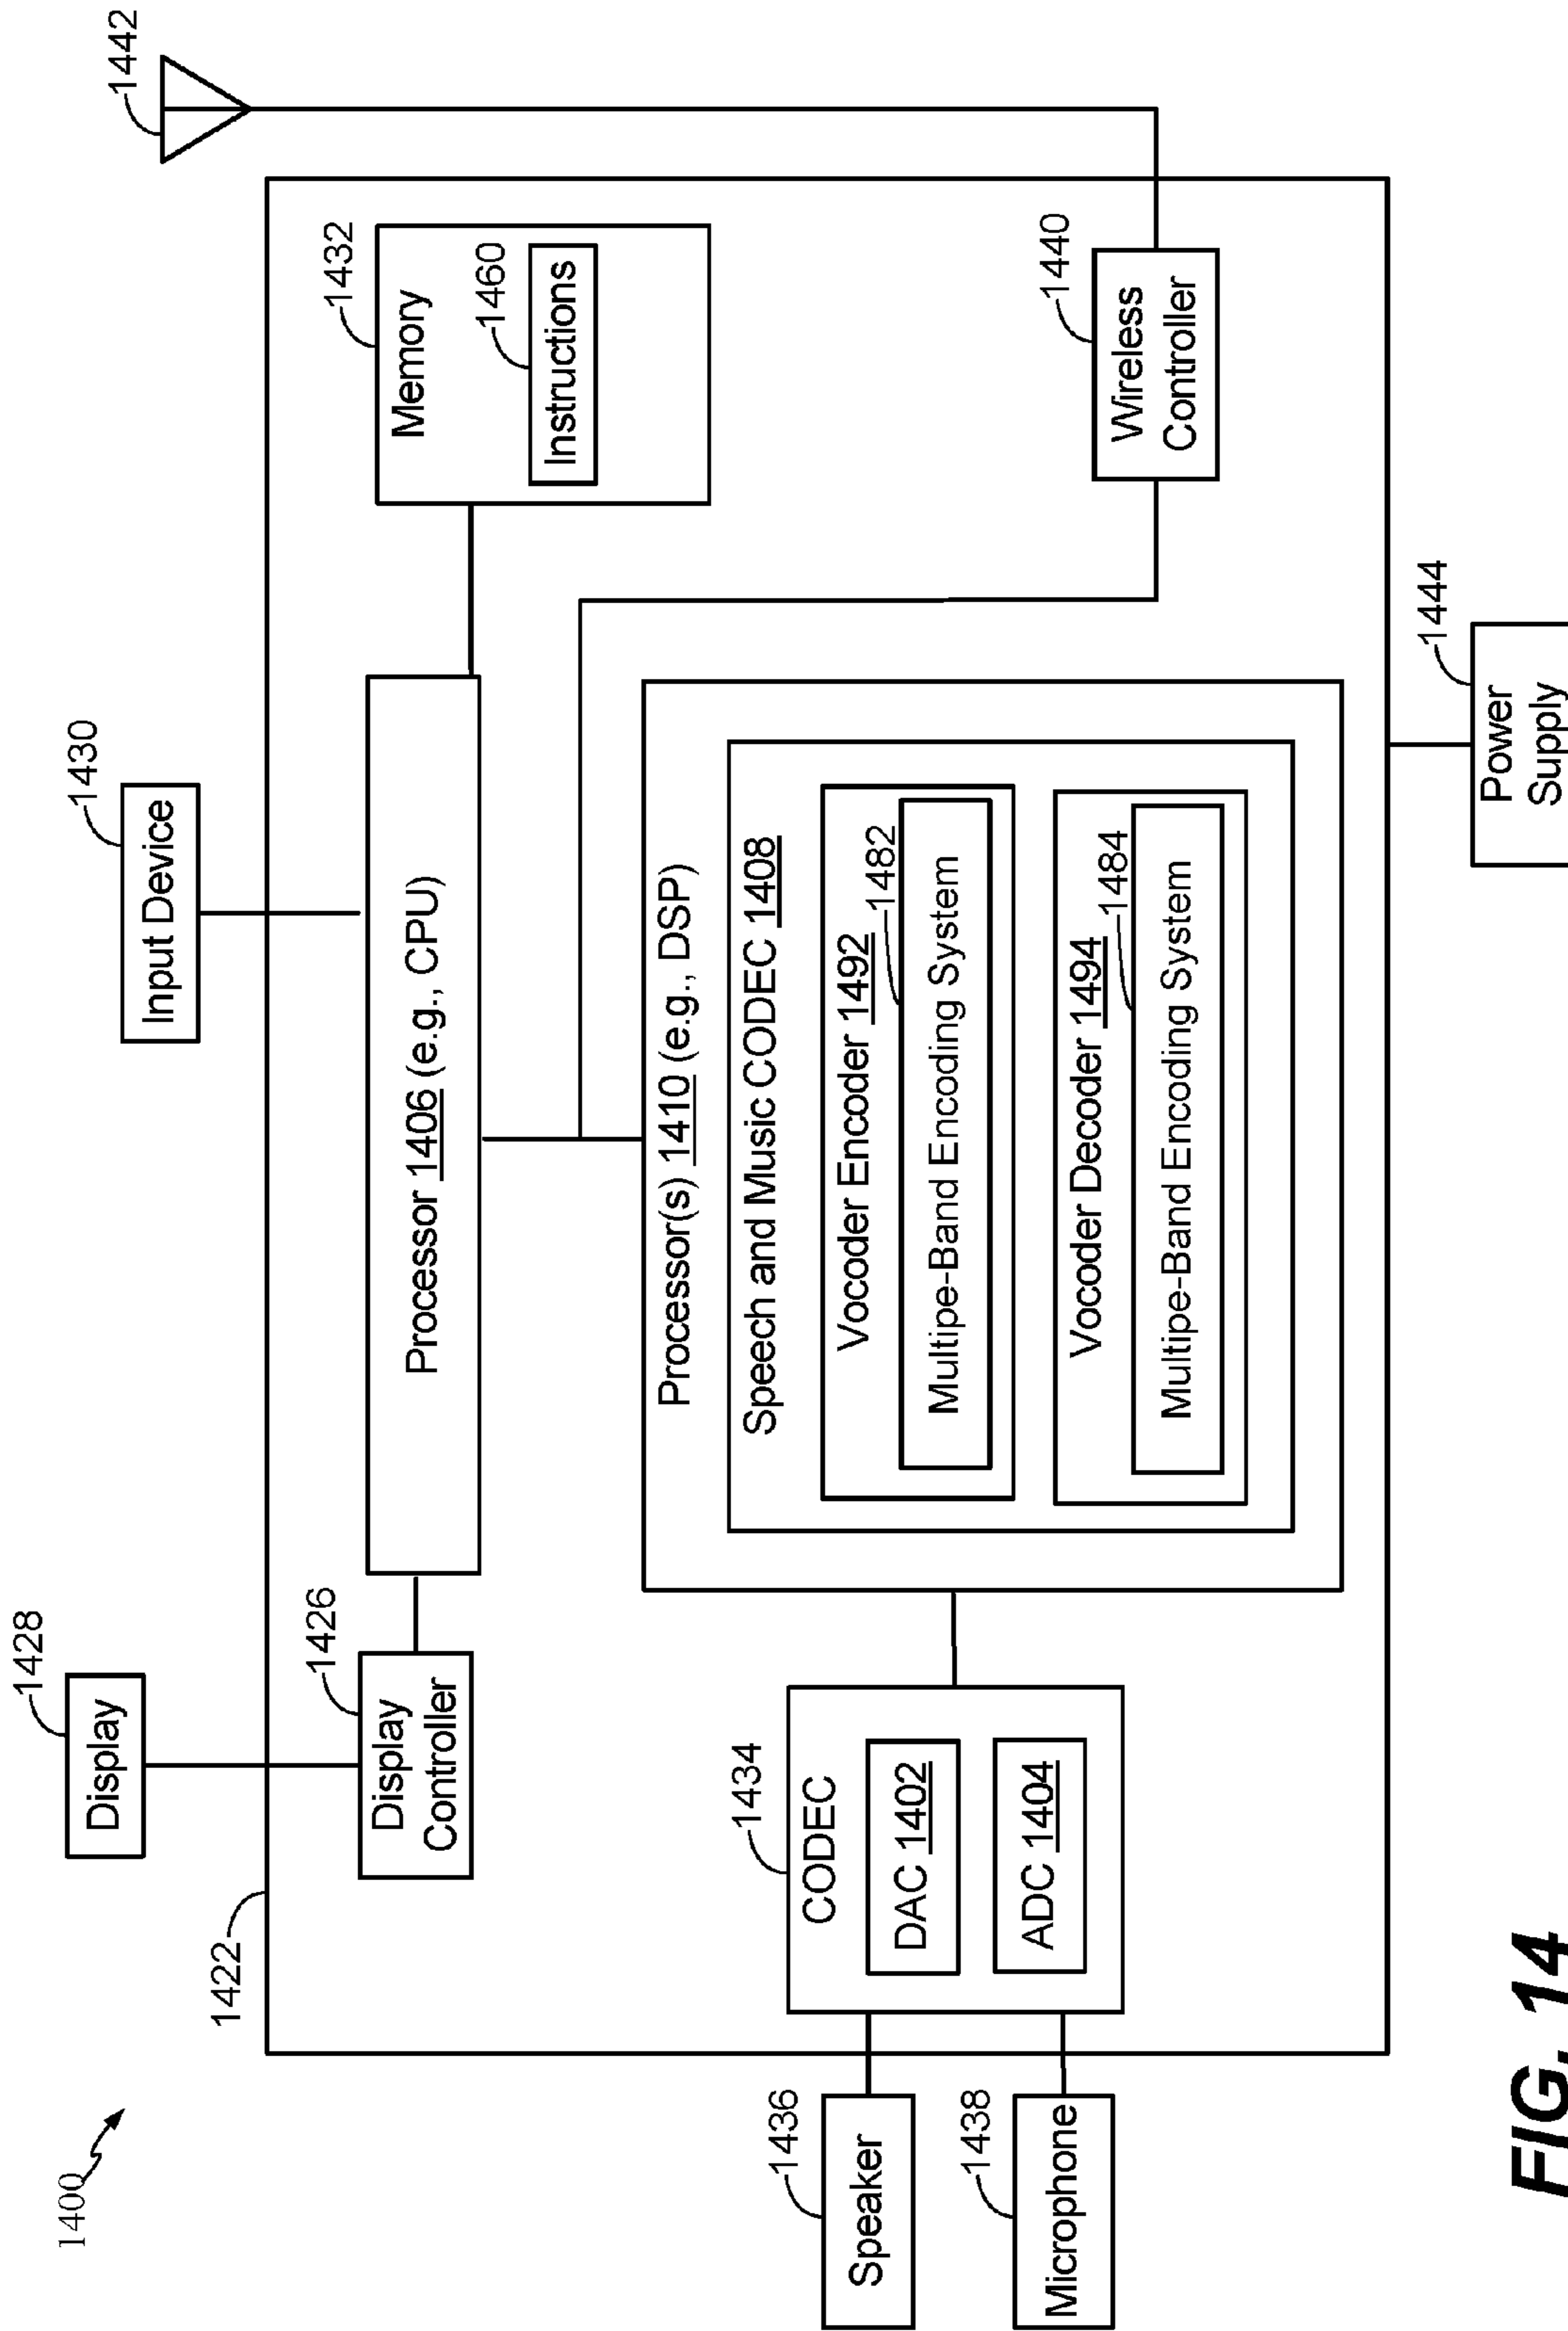 1400
1428
Display
1430
Input Device
1442
1422
1426
Display
Controller
Processor 1406 (e.g., CPU)
1432
Memory
1460
Instructions
Processor(s) 1410 (e.g., DSP)
Speech and Music CODEC 1408
Vocoder Encoder 1492
1482
Multipe-Band Encoding System
Vocoder Decoder 1494
1484
Multipe-Band Encoding System
1434
CODEC
DAC 1402
ADC 1404
1436
Speaker
1438
Microphone
1440
Wireless
Controller
1444
Power
Supply
FIG. 14